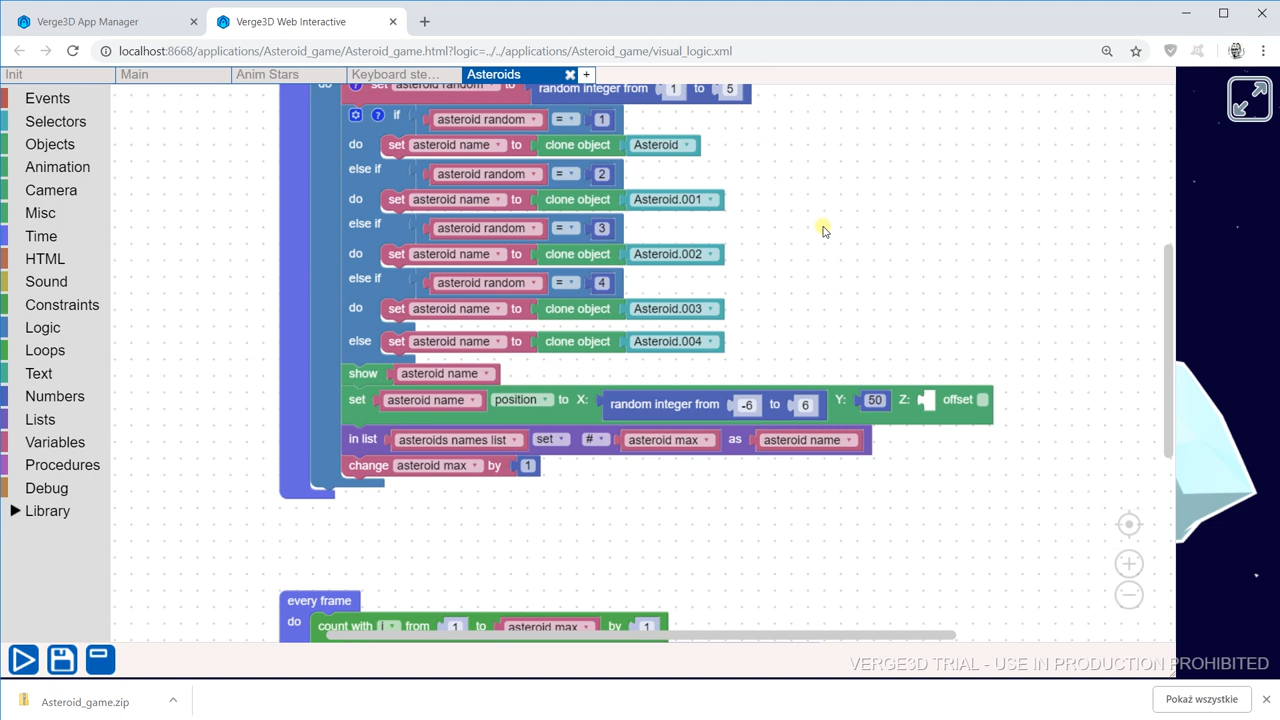 Verge3D App Manager
Verge3D Web Interactive
localhost:8668/applications/Asteroid_game/Asteroid_game.html?logic=../../applications/Asteroid_game/visual_logic.xml
Init Main Anim Stars Keyboard ste... Asteroids
Events
Selectors
Objects
Animation
Camera
Misc
Time
HTML
Sound
Constraints
Logic
Loops
Text
Numbers
Lists
Variables
Procedures
Debug
Library
do set asteroid random to random integer from 1 to 5
if asteroid random = 1
do set asteroid name to clone object Asteroid
else if asteroid random = 2
do set asteroid name to clone object Asteroid.001
else if asteroid random = 3
do set asteroid name to clone object Asteroid.002
else if asteroid random = 4
do set asteroid name to clone object Asteroid.003
else set asteroid name to clone object Asteroid.004
show asteroid name
set asteroid name position to X: random integer from -6 to 6 Y: 50 Z: offset
in list asteroids names list set # asteroid max as asteroid name
change asteroid max by 1
every frame
do count with i from 1 to asteroid max by 1
VERGE3D TRIAL - USE IN PRODUCTION PROHIBITED
Asteroid_game.zip
Pokaż wszystkie